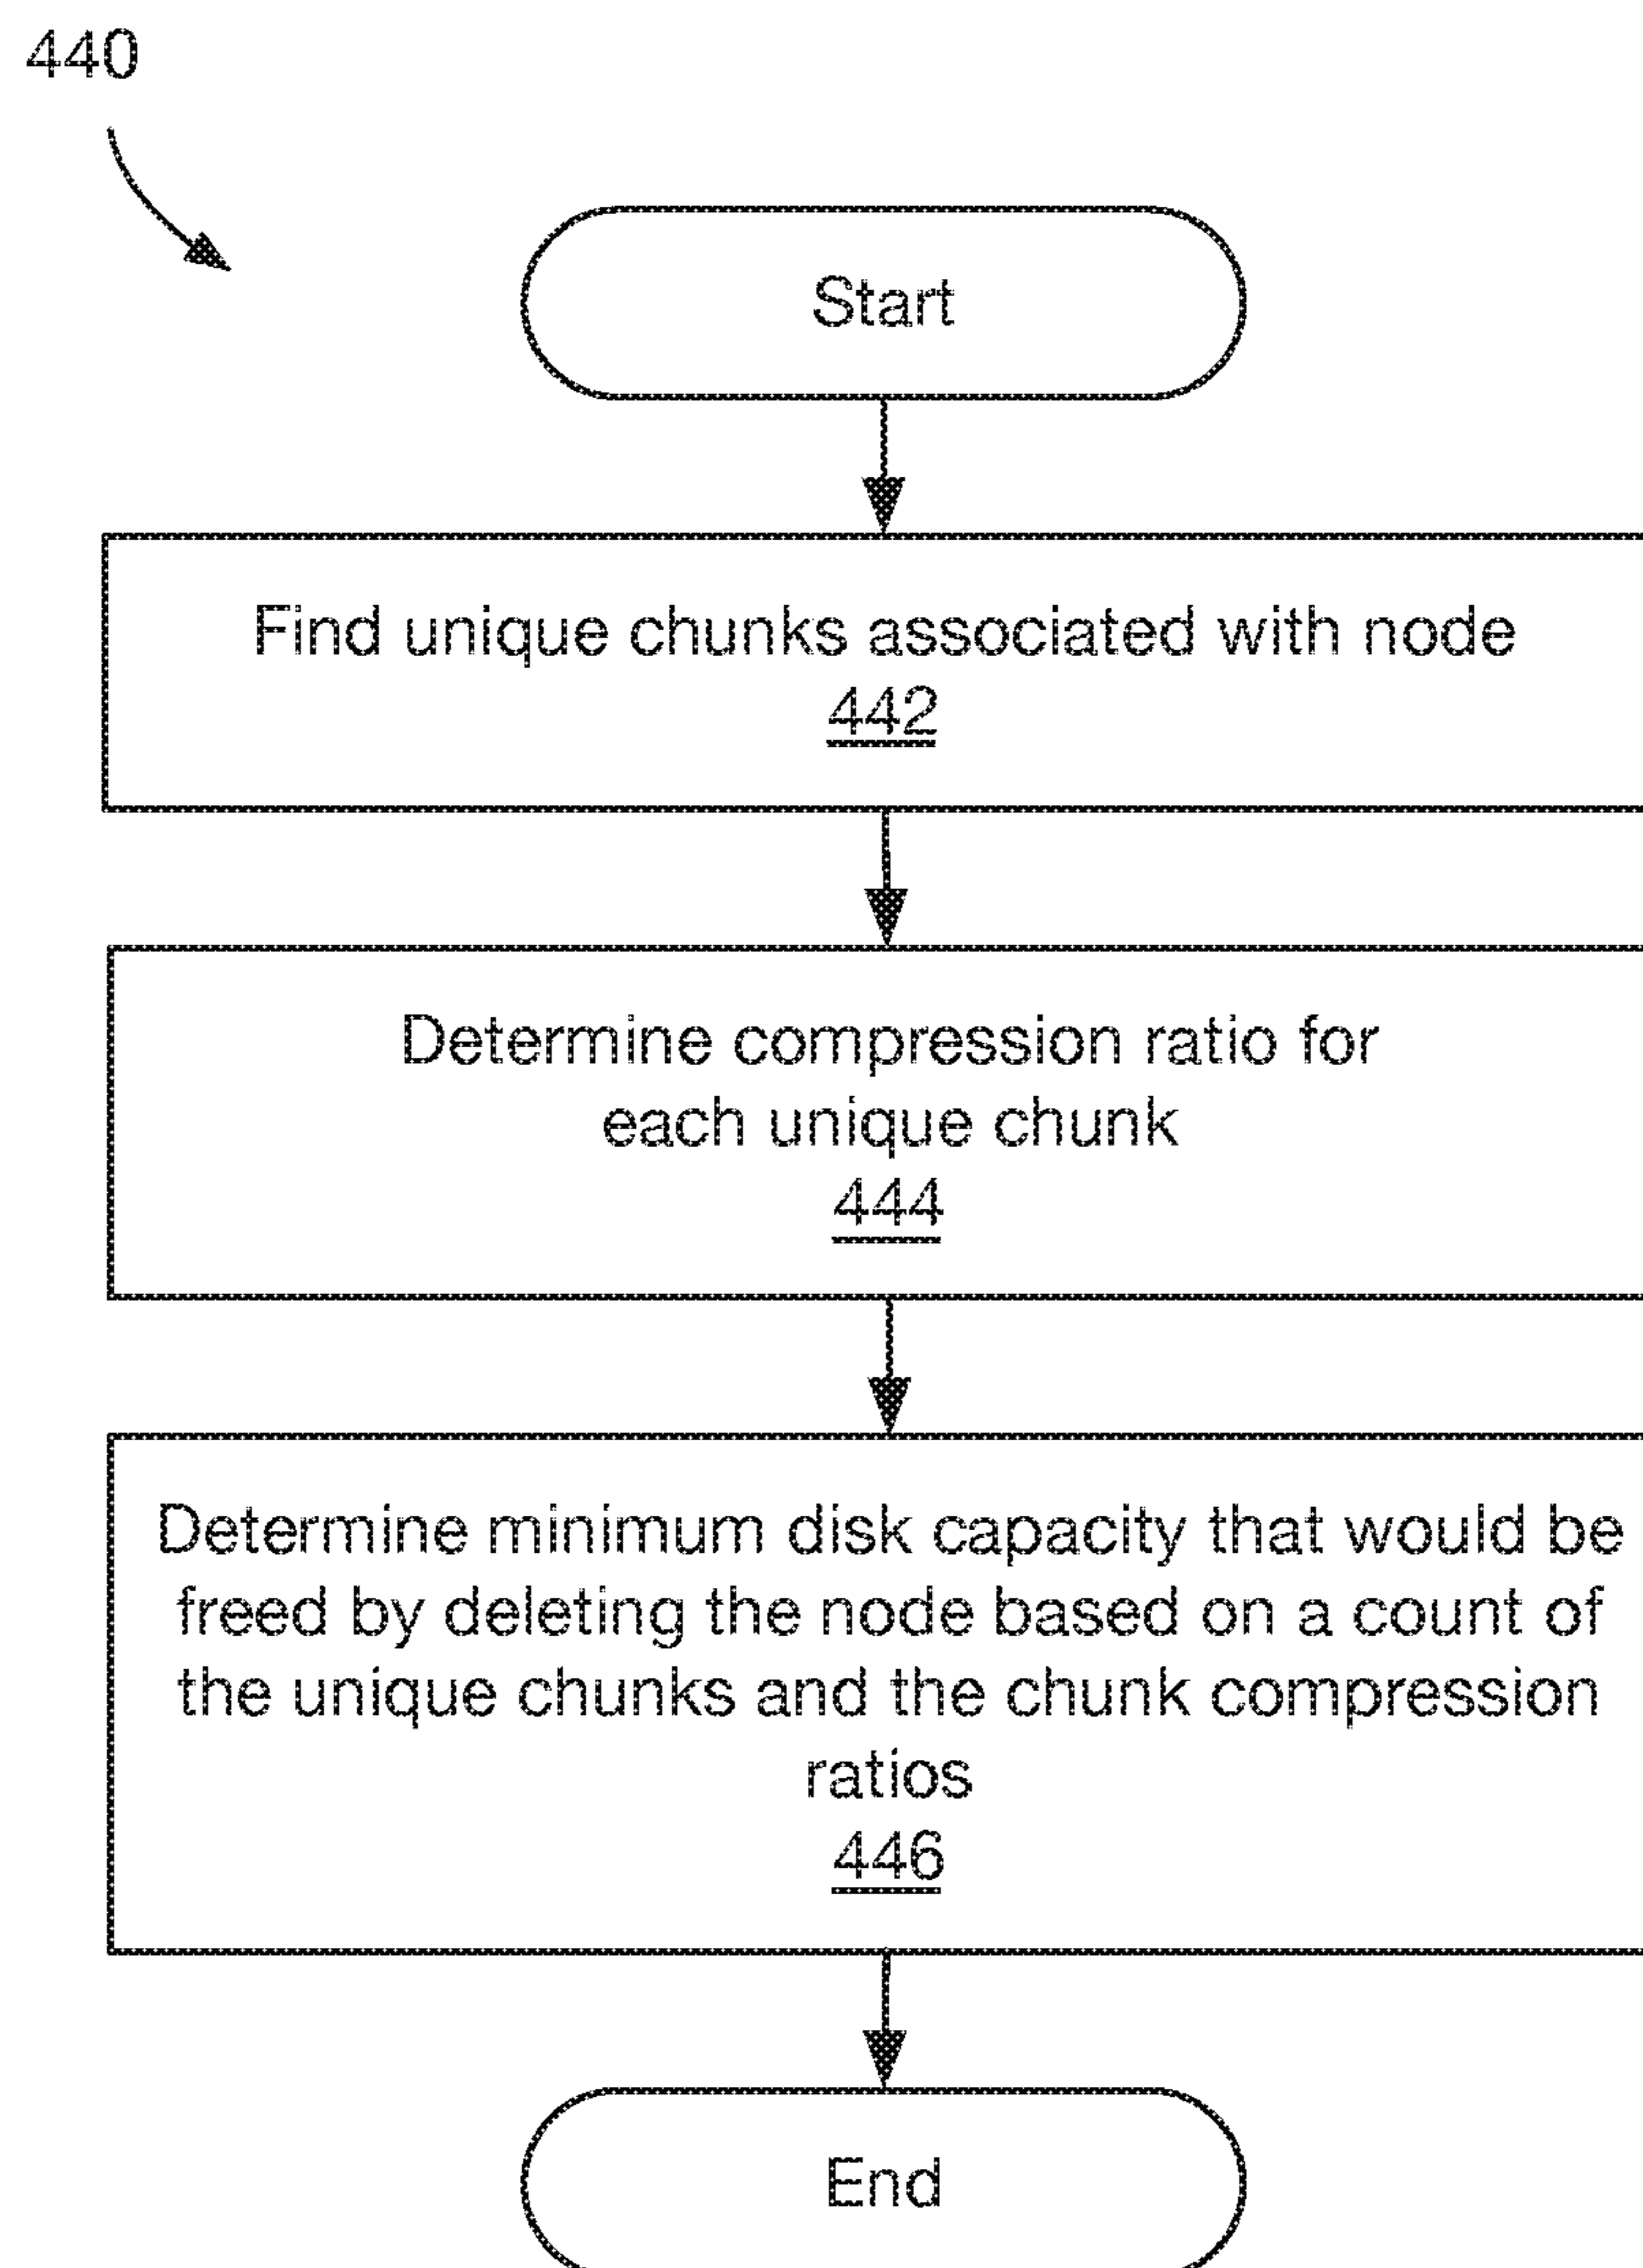 440
Start
Find unique chunks associated with node
442
Determine compression ratio for
each unique chunk
444
Determine minimum disk capacity that would be
freed by deleting the node based on a count of
the unique chunks and the chunk compression
ratios
446
End